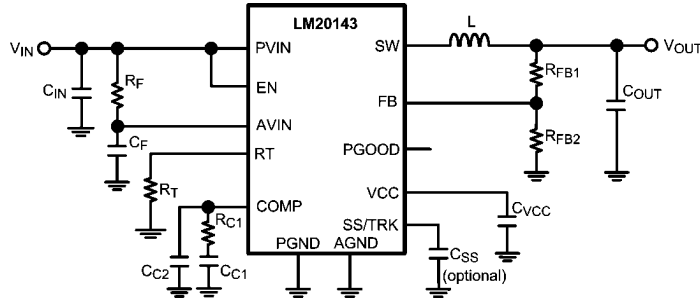 LM20143
VIN
PVIN
SW
L
VOUT
CIN
RF
EN
RFB1
COUT
FB
AVIN
CF
RFB2
RT
PGOOD
RT
VCC
COMP
CVCC
RC1
SS/TRK
PGND
AGND
CSS
(optional)
CC2
CC1